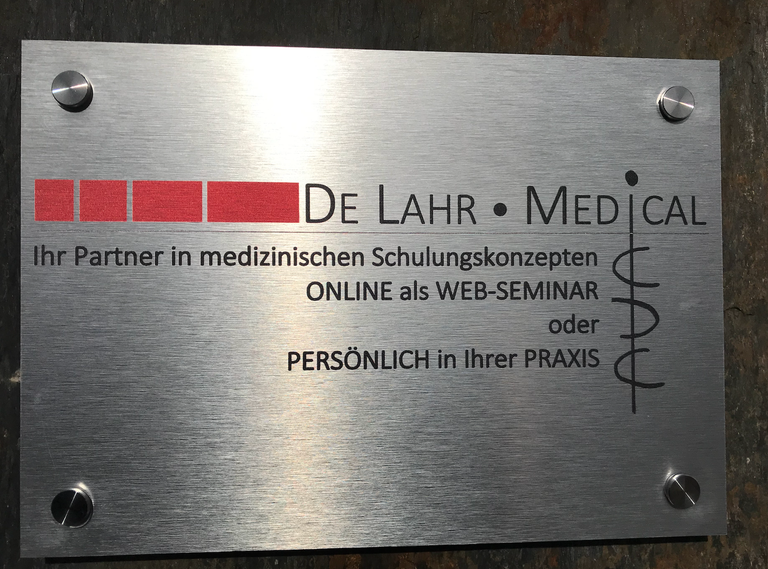 De Lahr • Medical
Ihr Partner in medizinischen Schulungskonzepten
ONLINE als WEB-SEMINAR
oder
PERSÖNLICH in Ihrer PRAXIS